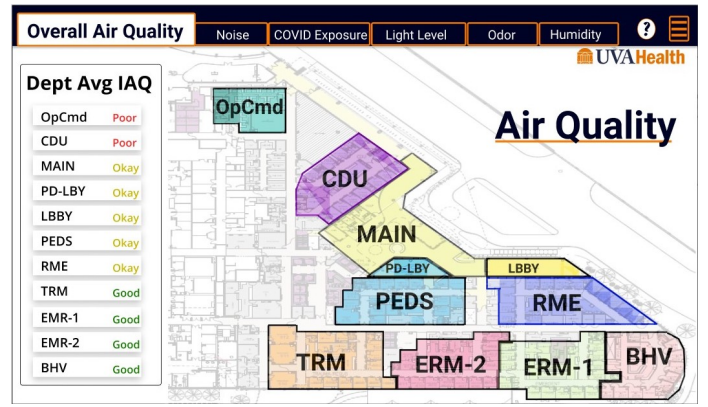 Overall Air Quality
Noise
COVID Exposure
Light Level
Odor
Humidity
?
UVAHealth
Dept Avg IAQ
OpCmd Poor
CDU Poor
MAIN Okay
PD-LBY Okay
LBBY Okay
PEDS Okay
RME Okay
TRM Good
EMR-1 Good
EMR-2 Good
BHV Good
Air Quality
OpCmd
CDU
MAIN
PD-LBY
LBBY
PEDS
RME
TRM
ERM-2
ERM-1
BHV